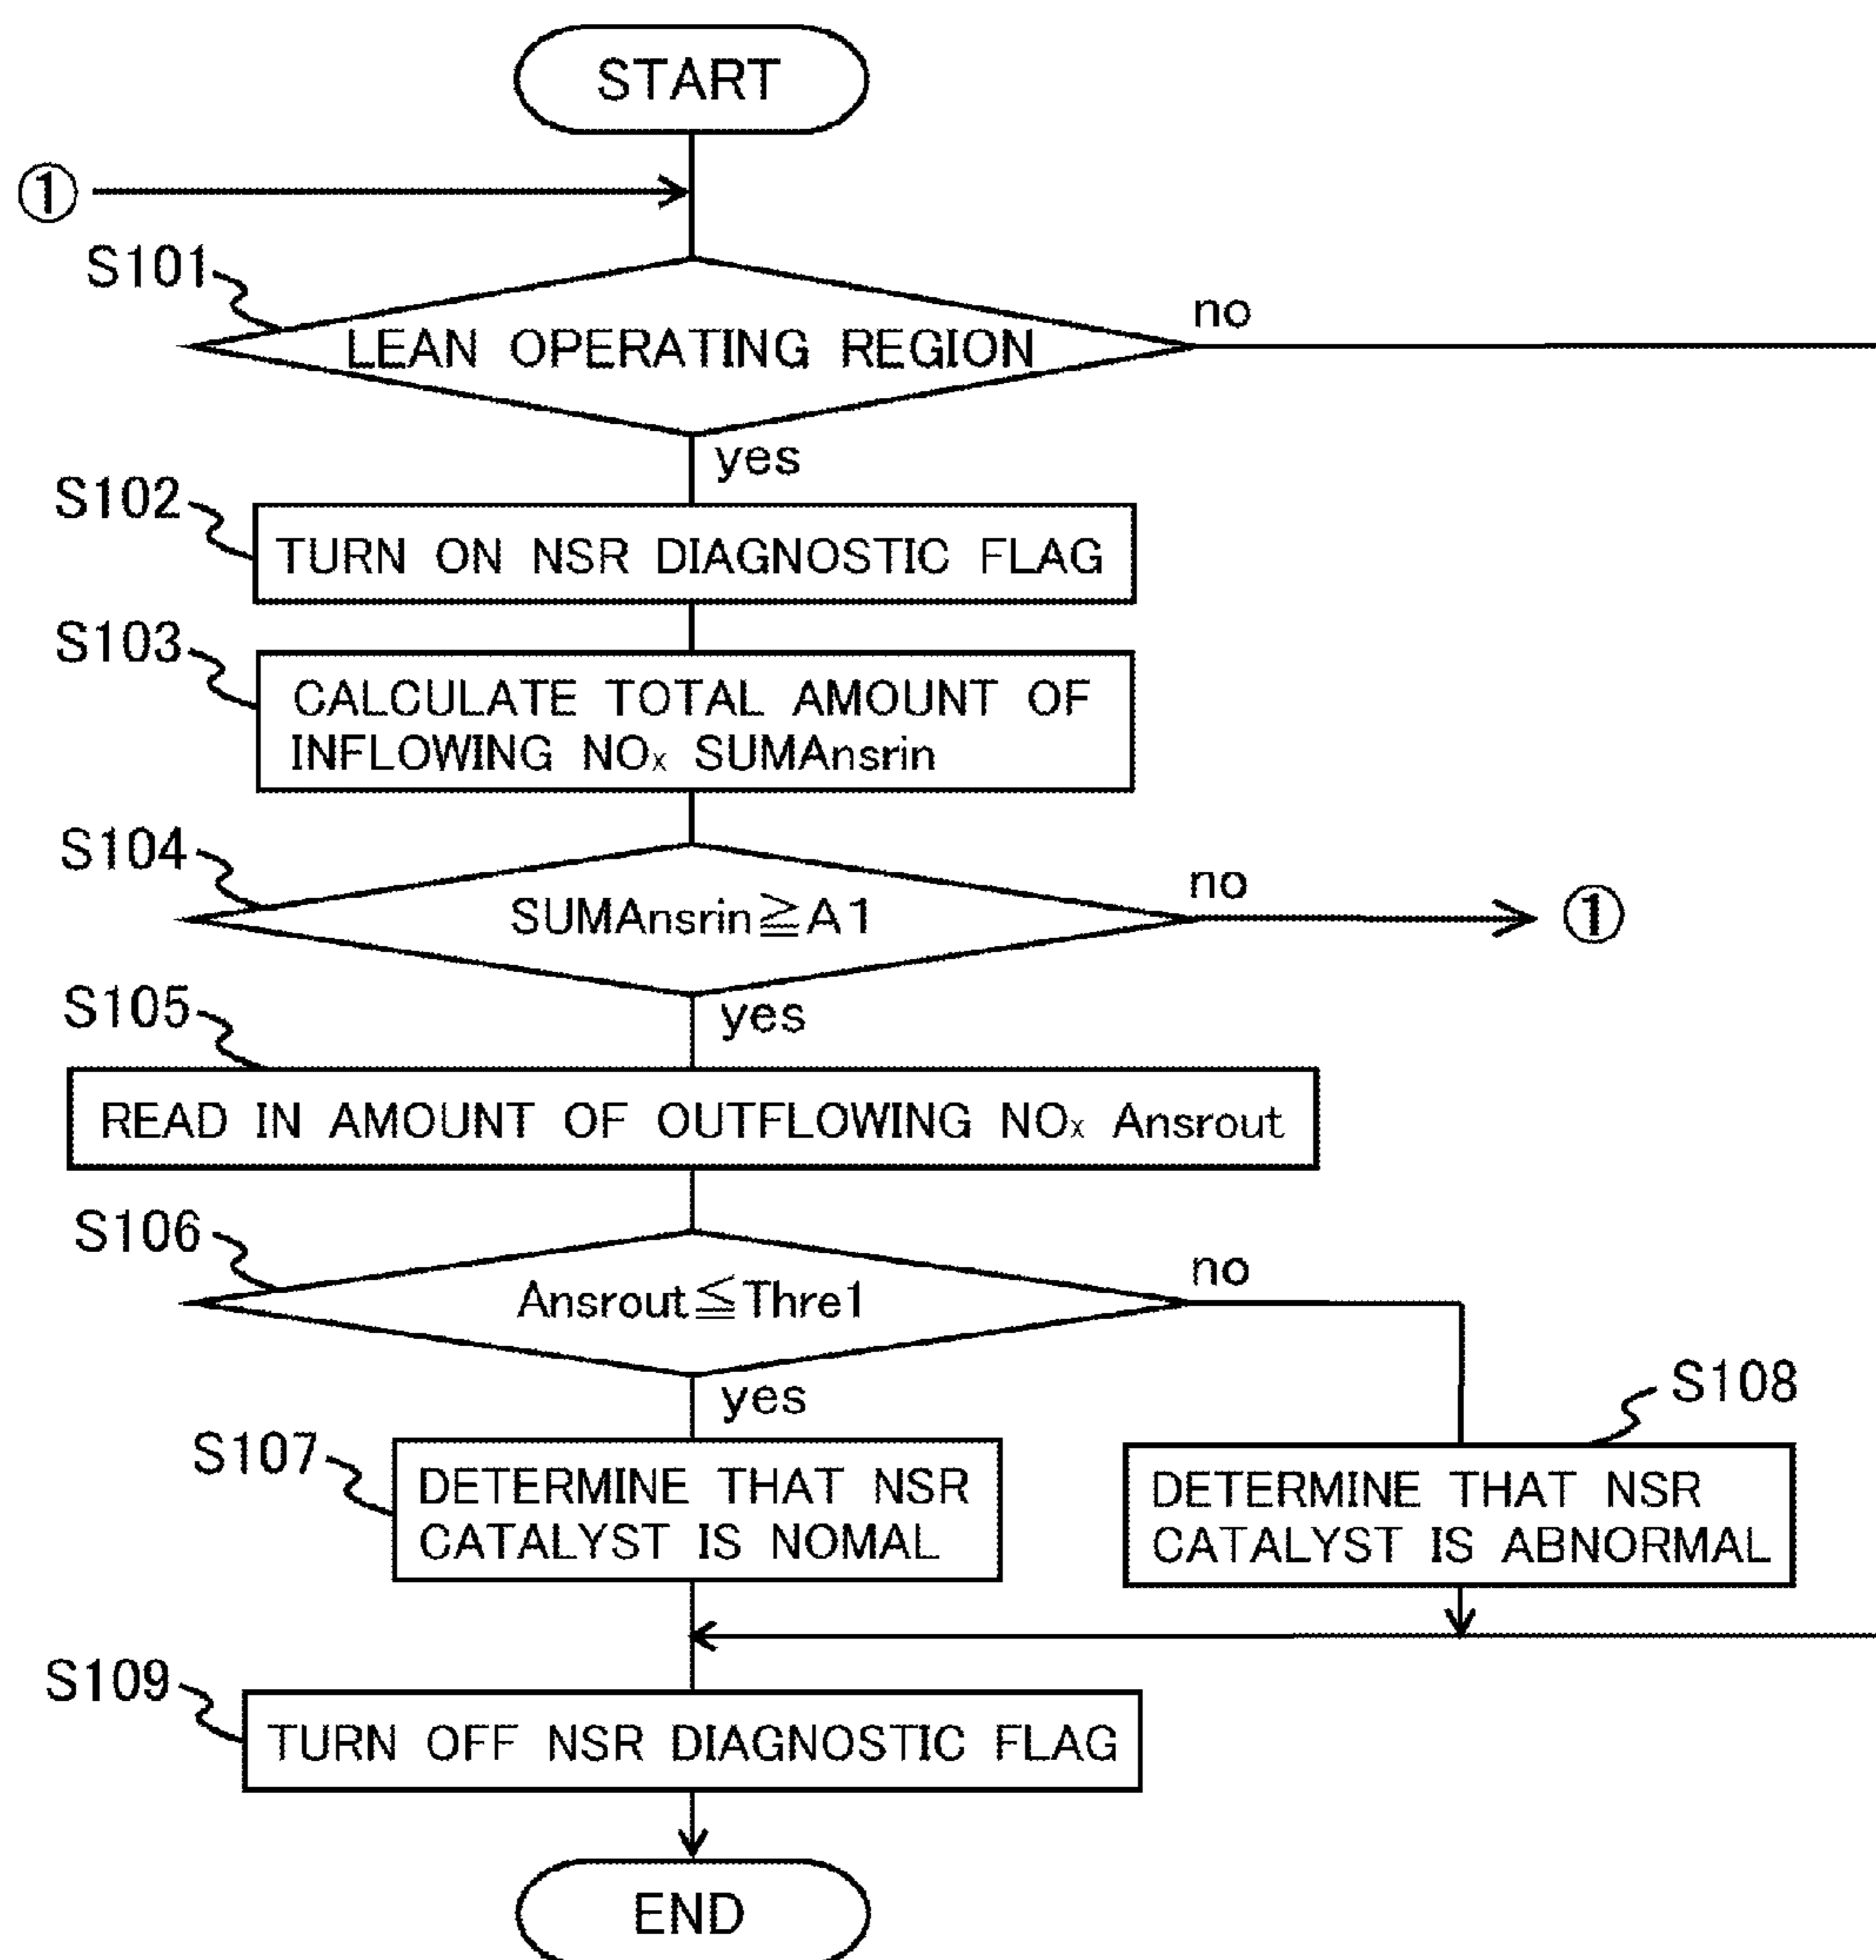 START
①
S101
LEAN OPERATING REGION
no
yes
S102
TURN ON NSR DIAGNOSTIC FLAG
S103
CALCULATE TOTAL AMOUNT OF
INFLOWING NOx SUMAnsrin
S104
SUMAnsrin≧A1
no
①
yes
S105
READ IN AMOUNT OF OUTFLOWING NOx Ansrout
S106
Ansrout≦Thre1
no
yes
S107
DETERMINE THAT NSR
CATALYST IS NOMAL
S108
DETERMINE THAT NSR
CATALYST IS ABNORMAL
S109
TURN OFF NSR DIAGNOSTIC FLAG
END